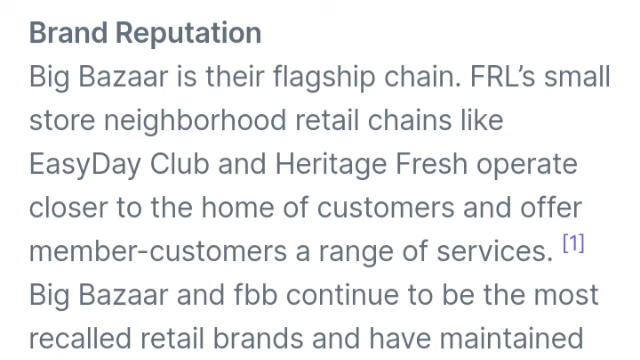 Brand Reputation
Big Bazaar is their flagship chain. FRL’s small
store neighborhood retail chains like
EasyDay Club and Heritage Fresh operate
closer to the home of customers and offer
member-customers a range of services. [1]
Big Bazaar and fbb continue to be the most
recalled retail brands and have maintained